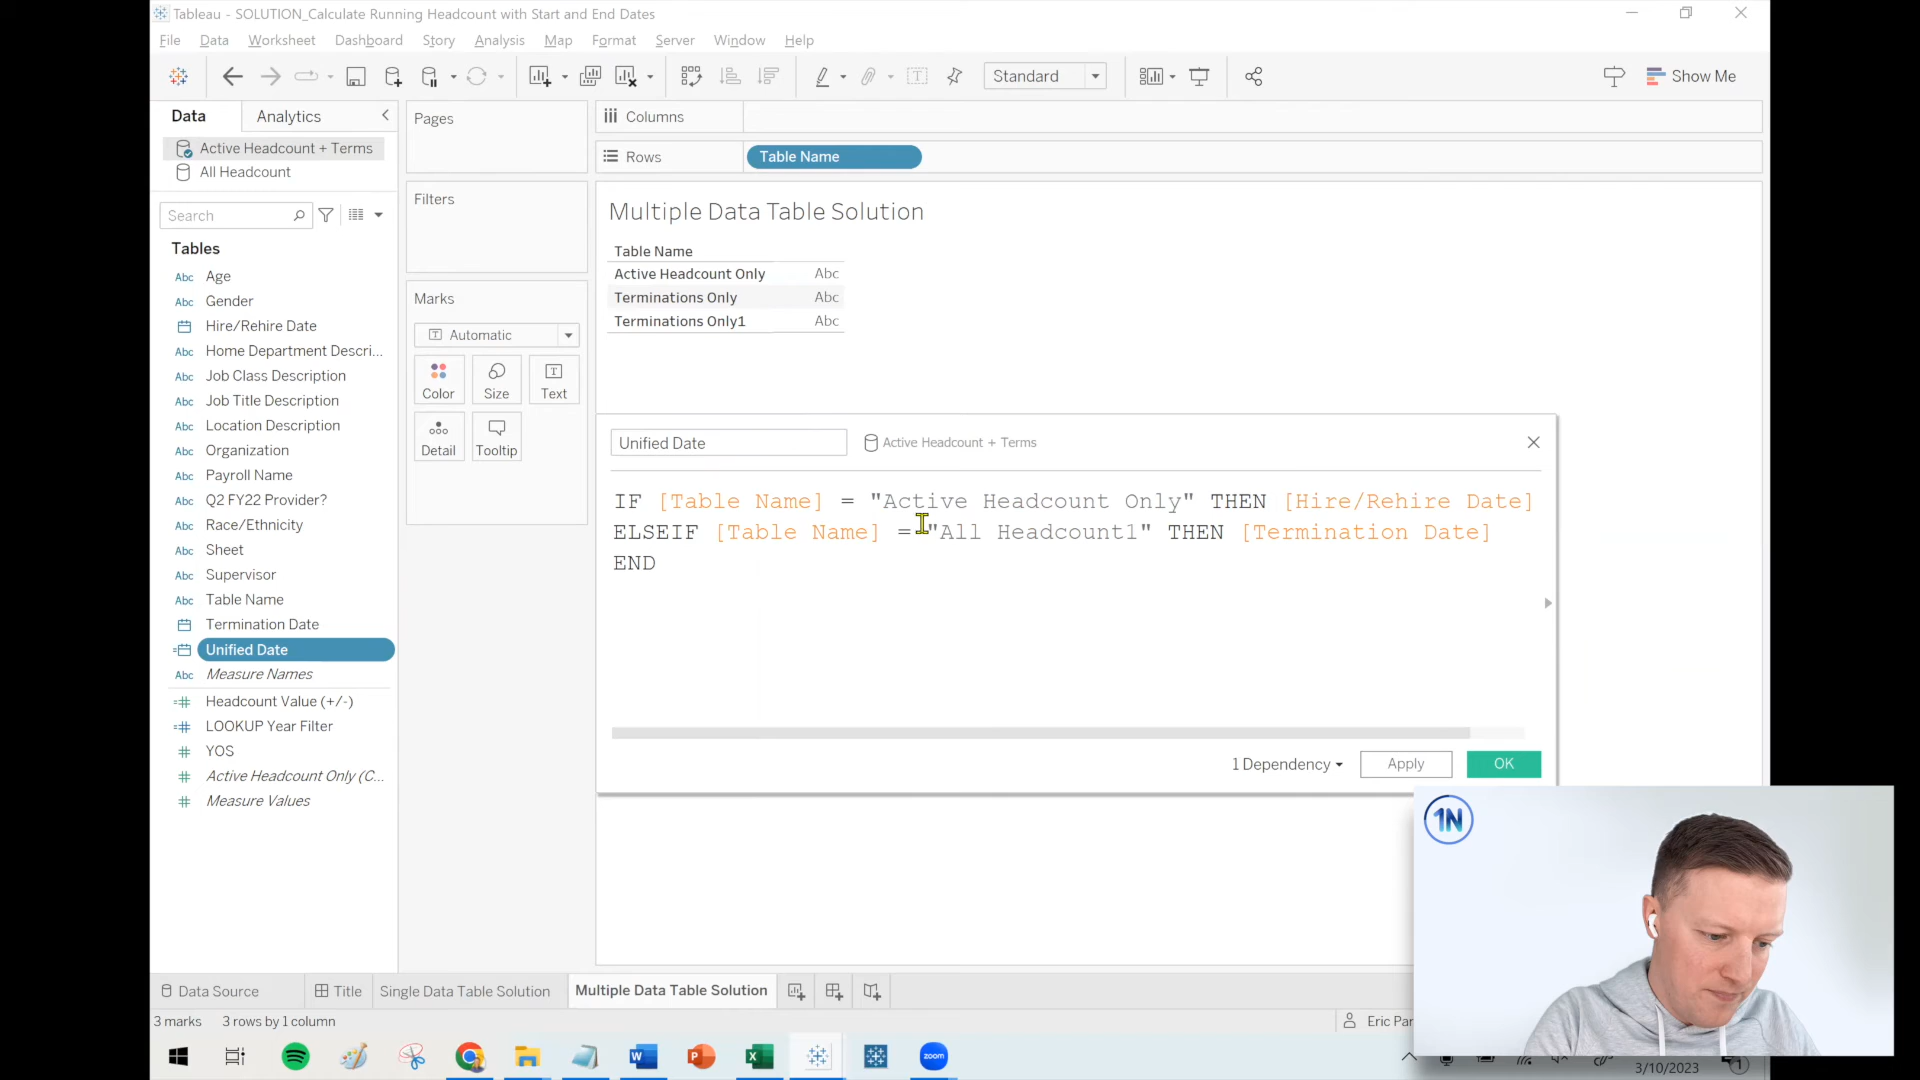 Tableau - SOLUTION_Calculate Running Headcount with Start and End Dates
File Data Worksheet Dashboard Story Analysis Map Format Server Window Help
Standard
Show Me
Data Analytics
Active Headcount + Terms
All Headcount
Search
Tables
Age
Gender
Hire/Rehire Date
Home Department Descri...
Job Class Description
Job Title Description
Location Description
Organization
Payroll Name
Q2 FY22 Provider?
Race/Ethnicity
Sheet
Supervisor
Table Name
Termination Date
Unified Date
Measure Names
Headcount Value (+/-)
LOOKUP Year Filter
YOS
Active Headcount Only (C...
Measure Values
Pages
Filters
Marks
Automatic
Color Size Text
Detail Tooltip
Columns
Rows Table Name
Multiple Data Table Solution
Table Name
Active Headcount Only Abc
Terminations Only Abc
Terminations Only1 Abc
Unified Date Active Headcount + Terms
IF [Table Name] = "Active Headcount Only" THEN [Hire/Rehire Date]
ELSEIF [Table Name] = "All Headcount1" THEN [Termination Date]
END
1 Dependency Apply OK
1N
Data Source Title Single Data Table Solution Multiple Data Table Solution
3 marks 3 rows by 1 column Eric Par
zoom
3/10/2023